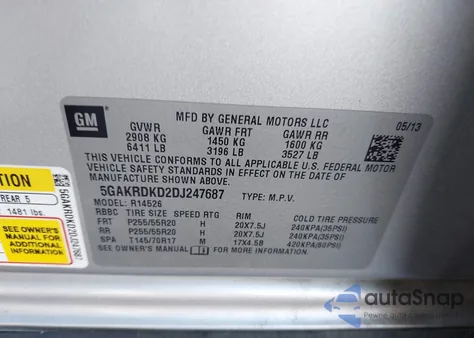 GM
MFD BY GENERAL MOTORS LLC
05/13
GVWR GAWR FRT GAWR RR
2908 KG 1450 KG 1600 KG
6411 LB 3196 LB 3527 LB
THIS VEHICLE CONFORMS TO ALL APPLICABLE U.S. FEDERAL MOTOR
VEHICLE SAFETY STANDARDS IN EFFECT ON THE DATE OF
MANUFACTURE SHOWN ABOVE.
5GAKRDKD2DJ247687 TYPE: M.P.V.
MODEL: R14526
RBBC TIRE SIZE SPEED RTG RIM COLD TIRE PRESSURE
FRT P255/55R20 H 20X7.5J 240KPA(35PSI)
RR P255/55R20 H 20X7.5J 240KPA(35PSI)
SPA T145/70R17 M 17X4.5B 420KPA(60PSI)
SEE OWNER'S MANUAL FOR ADDITIONAL INFORMATION.
TION
REAR 5
1481 lbs.
SEE OWNER'S
MANUAL FOR
ADDITIONAL
INFORMATION
5GAKRDKD2DJ247687
autoSnap